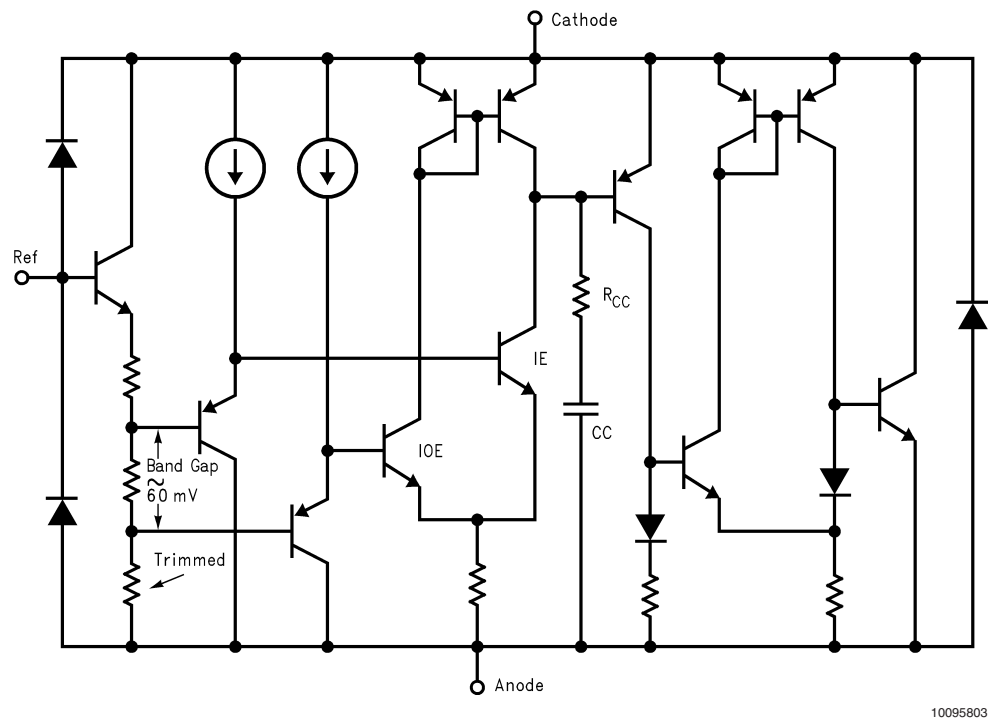 Cathode
Ref
R_CC
IE
CC
IOE
Band Gap
≈
60 mV
Trimmed
Anode
10095803